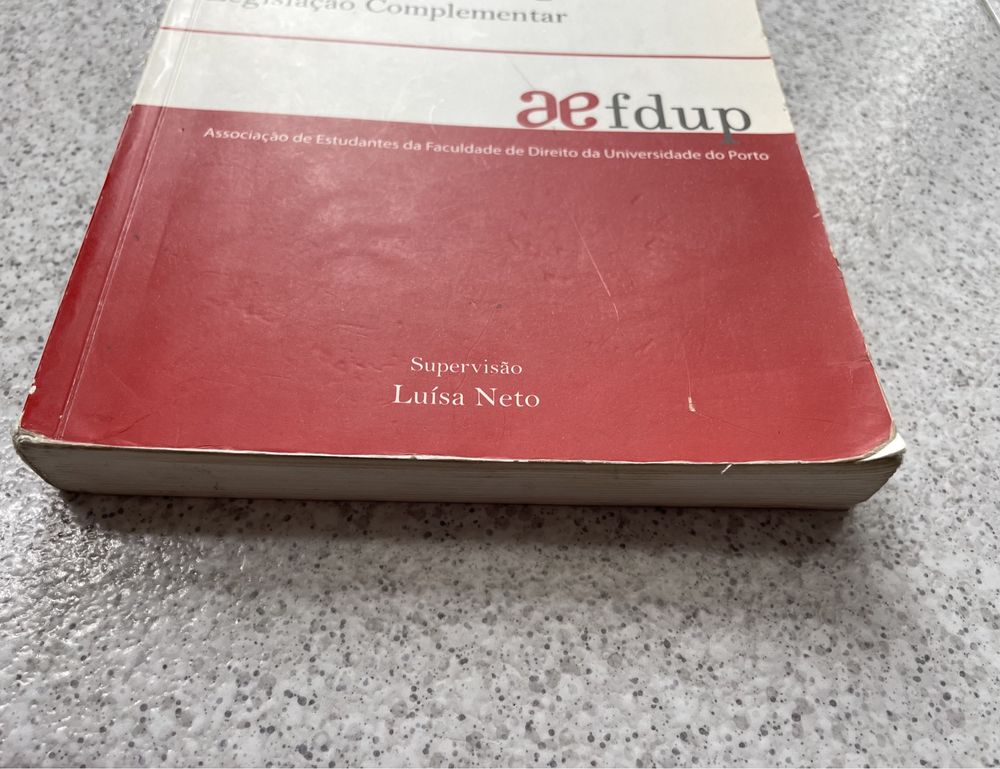 Legislação Complementar
aefdup
Associação de Estudantes da Faculdade de Direito da Universidade do Porto
Supervisão
Luísa Neto